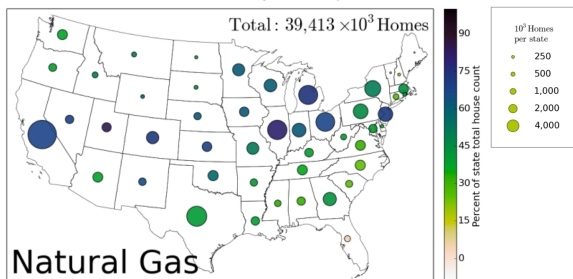 Total: 39,413 ×10³ Homes
90
75
60
45
30
15
0
Percent of state total house count
10³ Homes
per state
250
500
1,000
2,000
4,000
Natural Gas